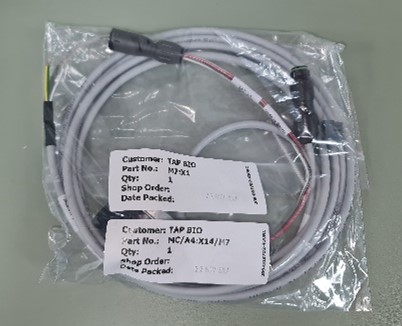 Customer: TAP BIO
Part No.: M7:X1
Qty: 1
Shop Order:
Date Packed:
Customer: TAP BIO
Part No.: MC/A4:X14/M7
Qty: 1
Shop Order:
Date Packed: